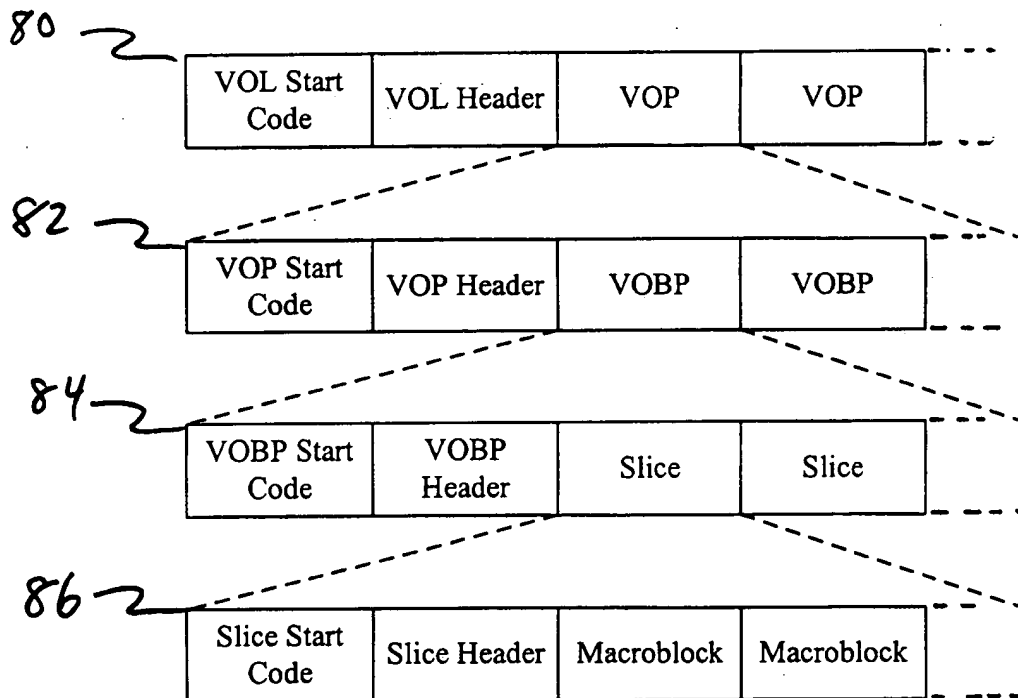 80
VOL Start Code
VOL Header
VOP
VOP
82
VOP Start Code
VOP Header
VOBP
VOBP
84
VOBP Start Code
VOBP Header
Slice
Slice
86
Slice Start Code
Slice Header
Macroblock
Macroblock